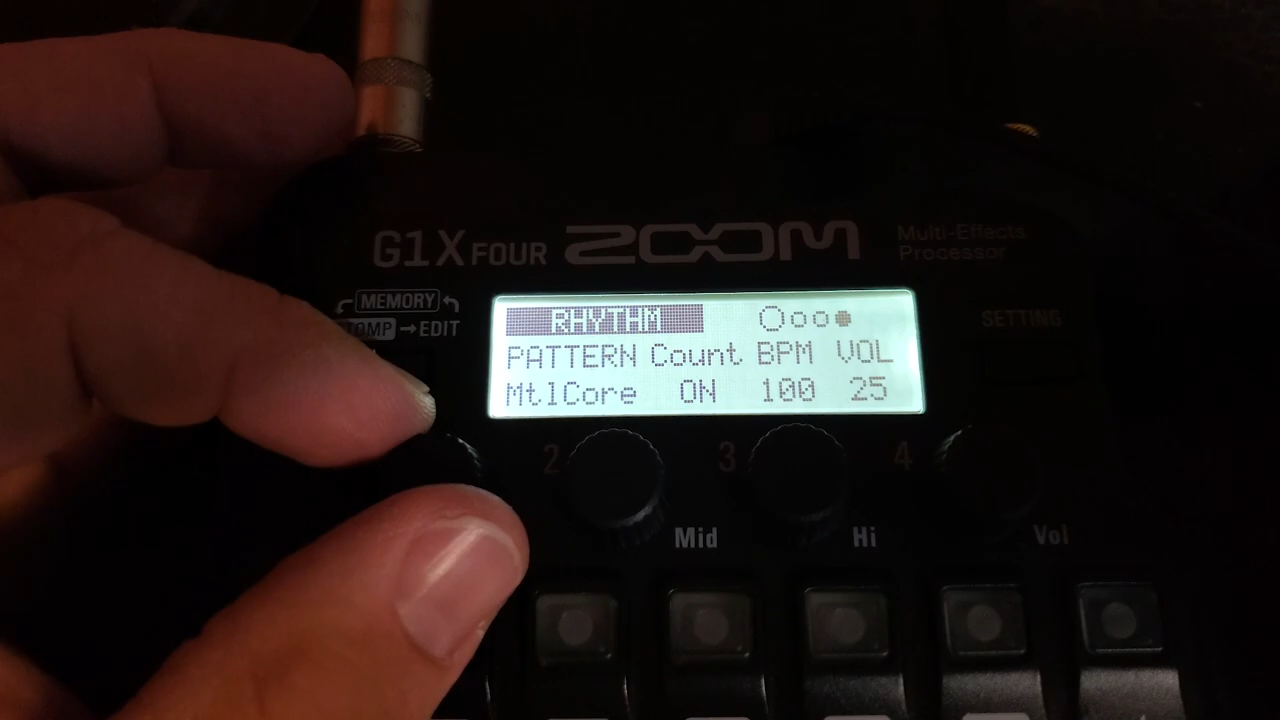 G1X FOUR ZOOM Multi-Effects
Processor
MEMORY
STOMP →EDIT
SETTING
RHYTHM
PATTERN Count BPM VOL
MtlCore ON 100 25
2 3 4
Mid Hi Vol